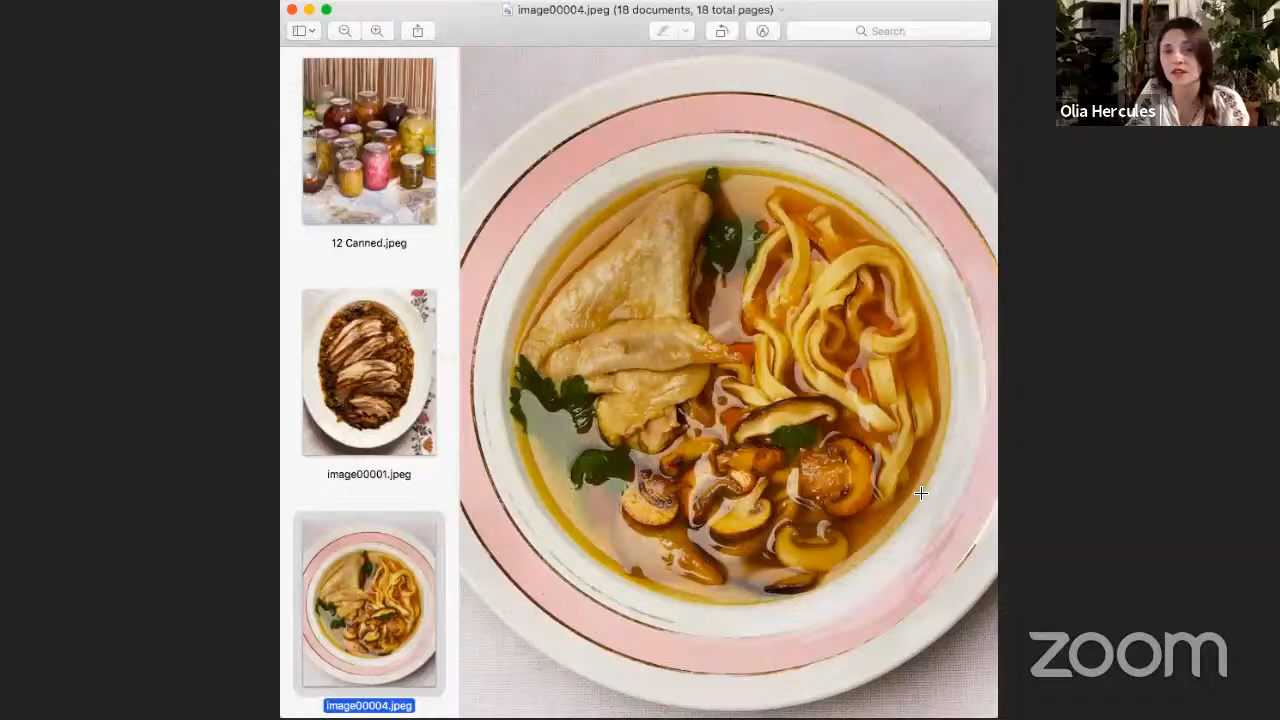 image00004.jpeg (18 documents, 18 total pages)
Search
Olia Hercules
12 Canned.jpeg
image00001.jpeg
image00004.jpeg
zoom